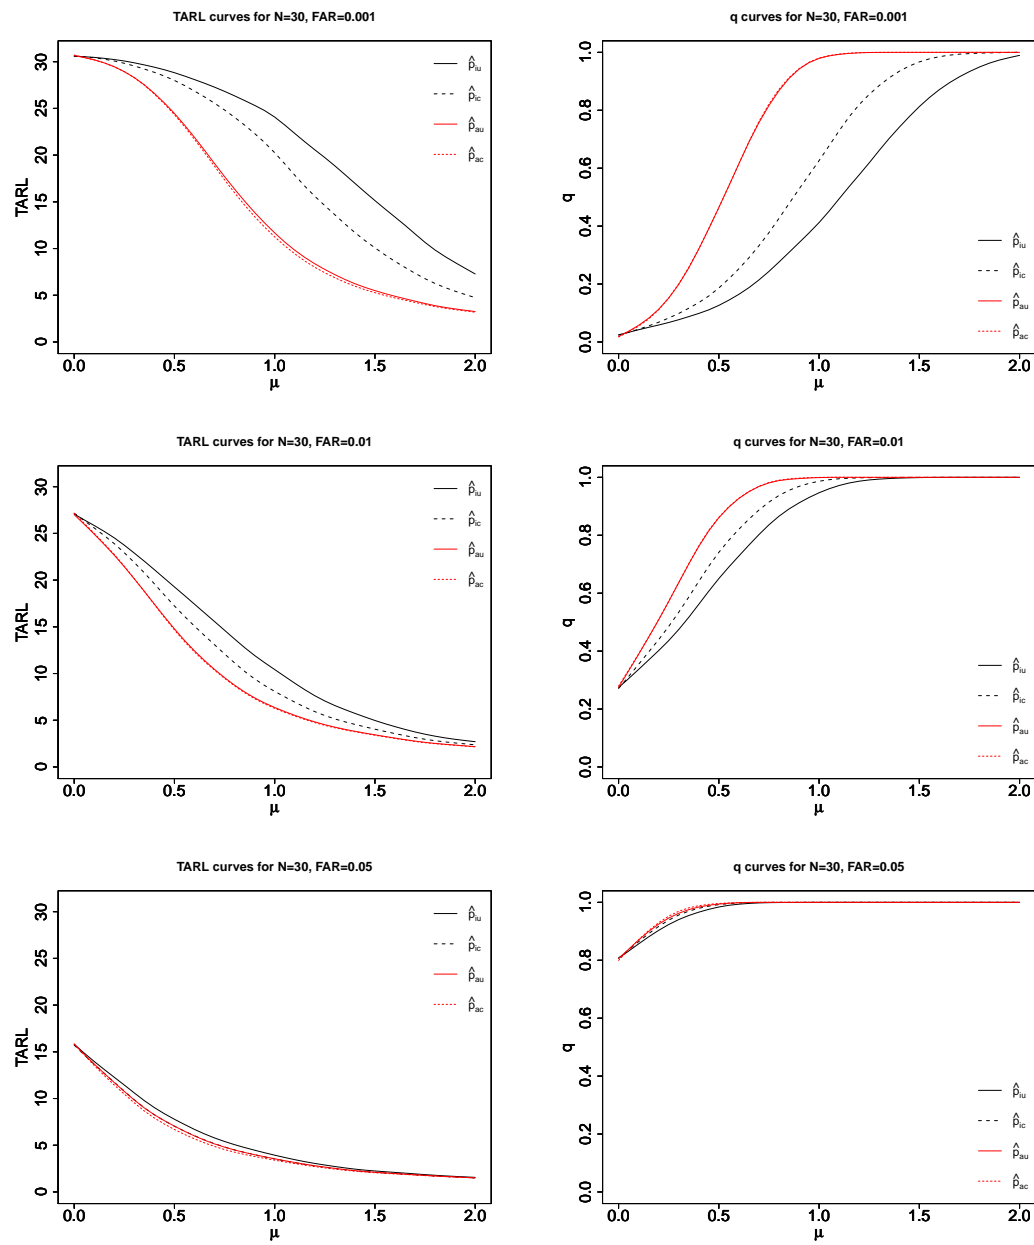 TARL curves for N=30, FAR=0.001
TARL
30
25
20
15
10
5
0
0.0 0.5 1.0 1.5 2.0
μ
p̂iu
p̂ic
p̂au
p̂ac
q curves for N=30, FAR=0.001
q
1.0
0.8
0.6
0.4
0.2
0.0
0.0 0.5 1.0 1.5 2.0
μ
p̂iu
p̂ic
p̂au
p̂ac
TARL curves for N=30, FAR=0.01
TARL
30
25
20
15
10
5
0
0.0 0.5 1.0 1.5 2.0
μ
p̂iu
p̂ic
p̂au
p̂ac
q curves for N=30, FAR=0.01
q
1.0
0.8
0.6
0.4
0.2
0.0
0.0 0.5 1.0 1.5 2.0
μ
p̂iu
p̂ic
p̂au
p̂ac
TARL curves for N=30, FAR=0.05
TARL
30
25
20
15
10
5
0
0.0 0.5 1.0 1.5 2.0
μ
p̂iu
p̂ic
p̂au
p̂ac
q curves for N=30, FAR=0.05
q
1.0
0.8
0.6
0.4
0.2
0.0
0.0 0.5 1.0 1.5 2.0
μ
p̂iu
p̂ic
p̂au
p̂ac